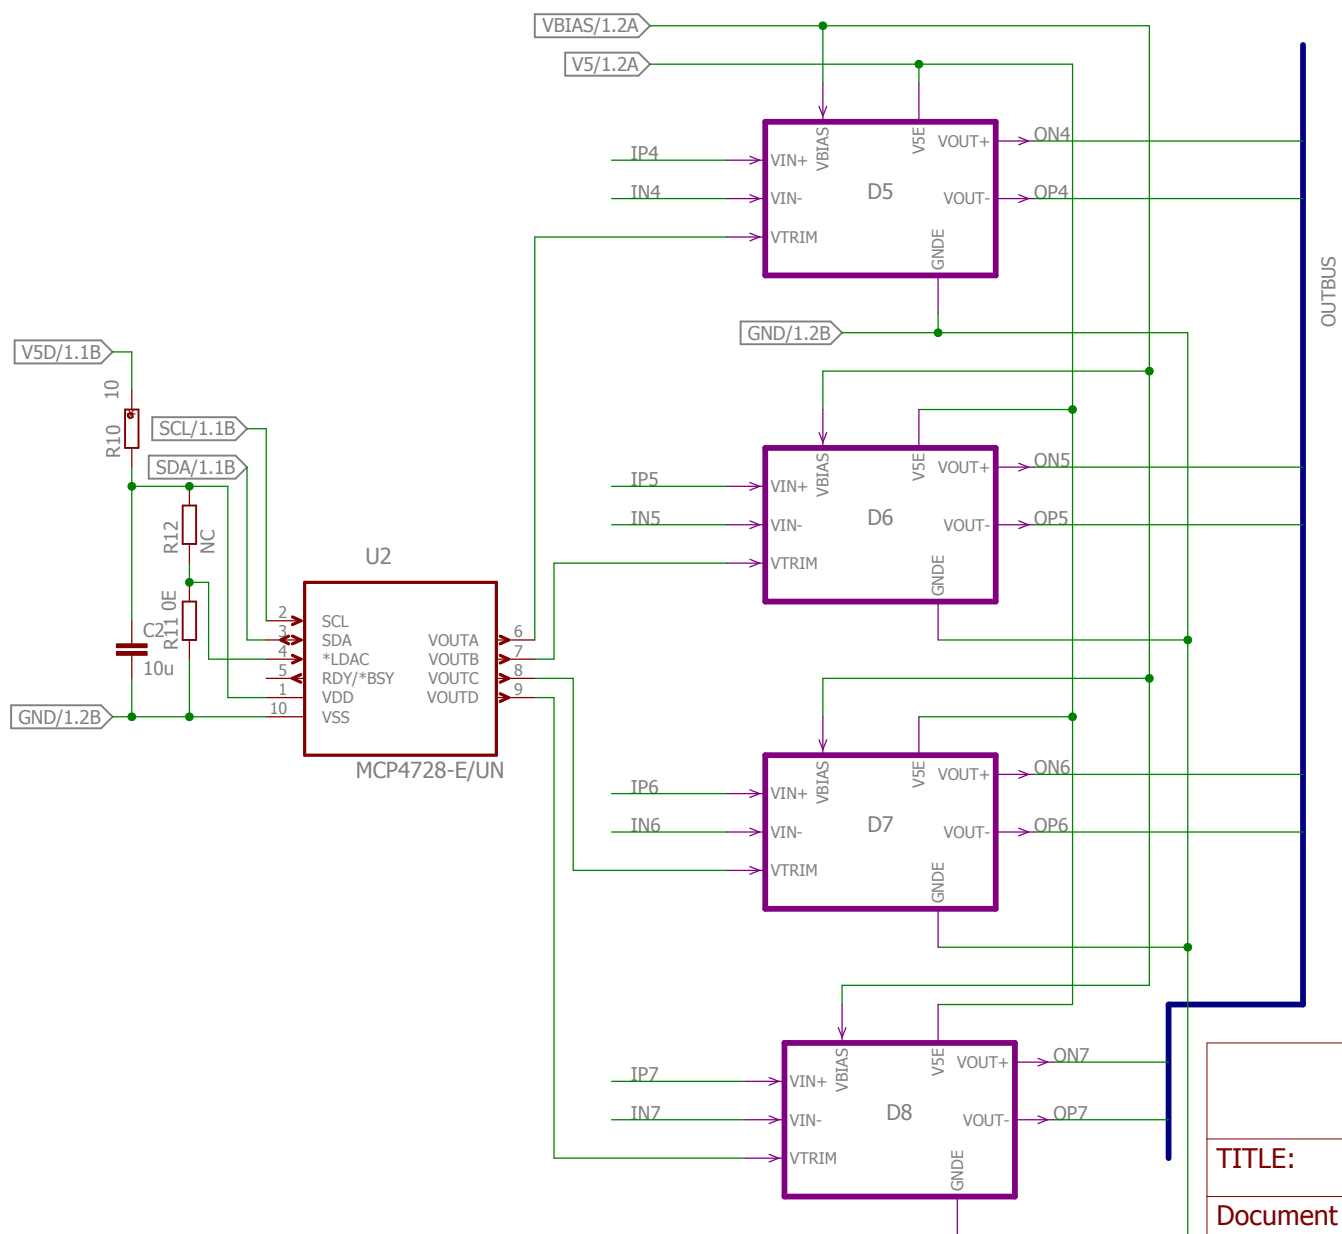 VBIAS/1.2A
V5/1.2A
VBIAS
V5E
VOUT+
ON4
IP4
VIN+
D5
IN4
VIN-
VOUT-
OP4
VTRIM
GNDE
OUTBUS
GND/1.2B
V5D/1.1B
10
R10
SCL/1.1B
SDA/1.1B
VBIAS
V5E
VOUT+
ON5
IP5
VIN+
D6
IN5
VIN-
VOUT-
OP5
VTRIM
GNDE
R12
NC
U2
R11
0E
C2
10u
2
SCL
3
SDA
VOUTA
6
4
*LDAC
VOUTB
7
5
RDY/*BSY
VOUTC
8
1
VDD
VOUTD
9
GND/1.2B
10
VSS
MCP4728-E/UN
VBIAS
V5E
VOUT+
ON6
IP6
VIN+
D7
IN6
VIN-
VOUT-
OP6
VTRIM
GNDE
VBIAS
V5E
VOUT+
ON7
IP7
VIN+
D8
IN7
VIN-
VOUT-
OP7
VTRIM
GNDE
TITLE:
Document